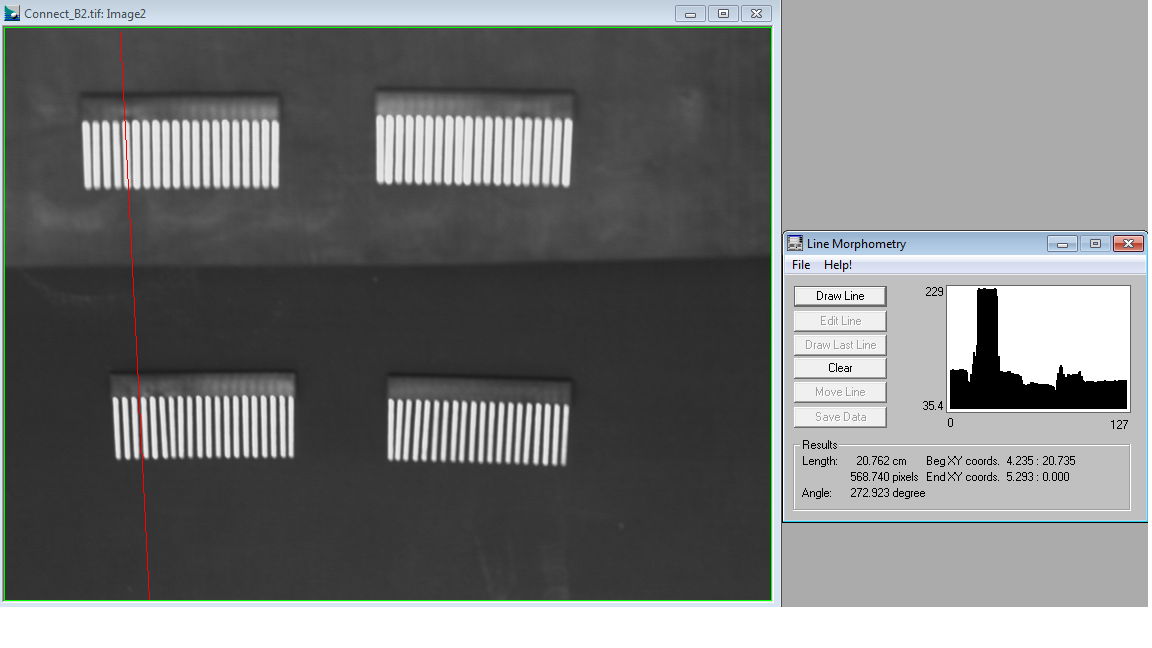 Connect_B2.tif: Image2
Line Morphometry
File Help!
Draw Line
Edit Line
Draw Last Line
Clear
Move Line
Save Data
229
35.4
0 127
Results
Length: 20.762 cm Beg XY coords. 4.235 : 20.735
568.740 pixels End XY coords. 5.293 : 0.000
Angle: 272.923 degree